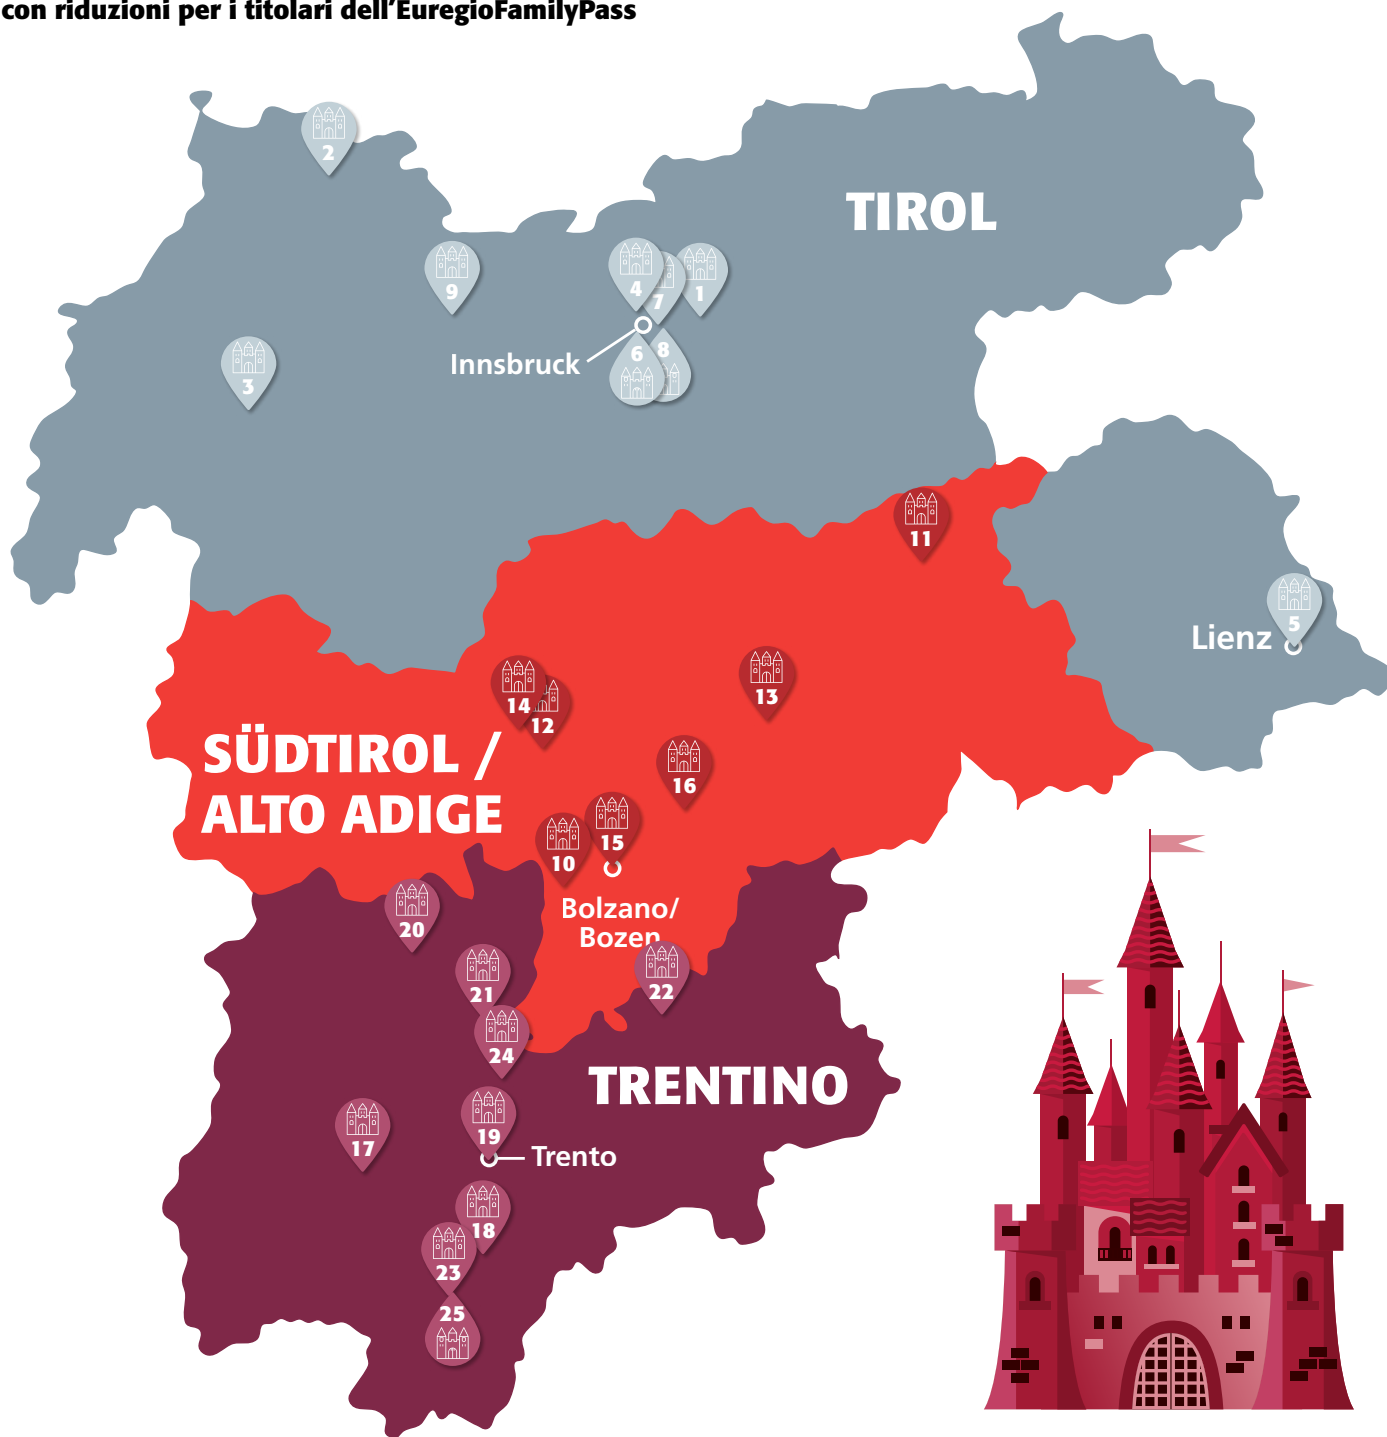 con riduzioni per i titolari dell'EuregioFamilyPass
2
TIROL
9
4
7
1
Innsbruck
6
8
3
11
5
Lienz
14
12
13
SÜDTIROL /
ALTO ADIGE
16
15
10
Bolzano/
Bozen
20
21
22
24
TRENTINO
19
17
Trento
18
23
25